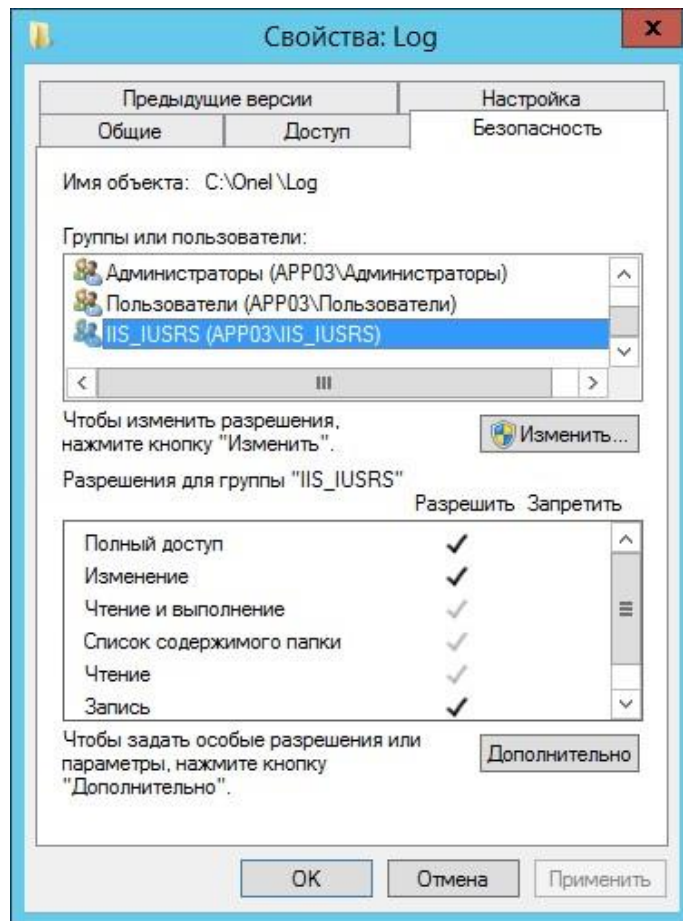 Свойства: Log
x
Предыдущие версии
Настройка
Общие
Доступ
Безопасность
Имя объекта: C:\Onel\Log
Группы или пользователи:
Администраторы (APP03\Администраторы)
Пользователи (APP03\Пользователи)
IIS_IUSRS (APP03\IIS_IUSRS)
Чтобы изменить разрешения,
нажмите кнопку "Изменить".
Изменить...
Разрешения для группы "IIS_IUSRS"
Разрешить Запретить
Полный доступ
Изменение
Чтение и выполнение
Список содержимого папки
Чтение
Запись
Чтобы задать особые разрешения или
параметры, нажмите кнопку
"Дополнительно".
Дополнительно
OK
Отмена
Применить